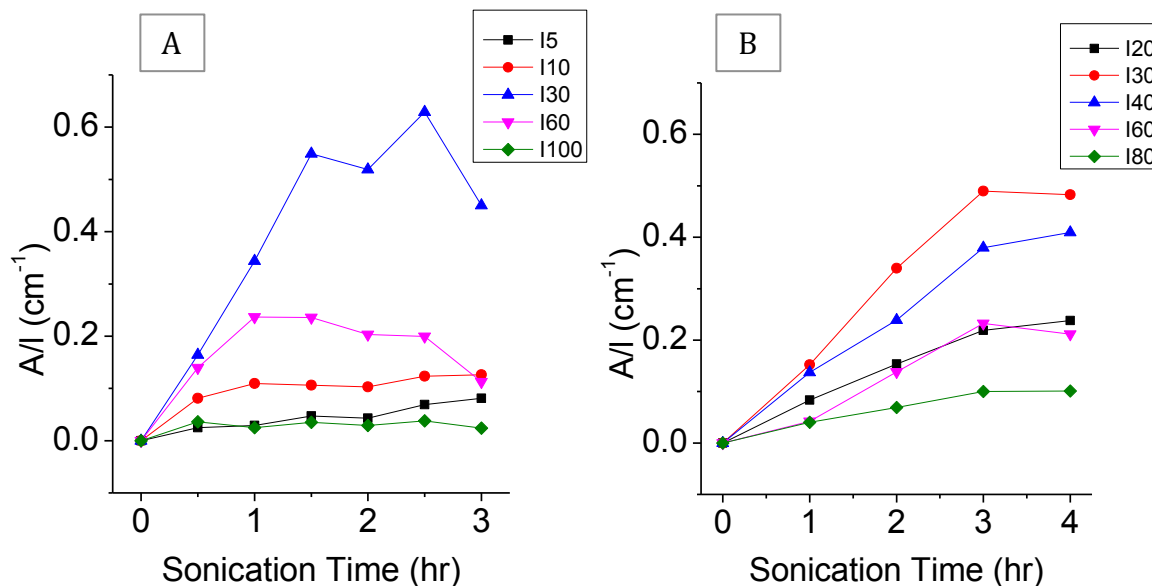 A
I5
I10
I30
I60
I100
A/l (cm⁻¹)
0.6
0.4
0.2
0.0
0 1 2 3
Sonication Time (hr)
B
I20
I30
I40
I60
I80
A/l (cm⁻¹)
0.6
0.4
0.2
0.0
0 1 2 3 4
Sonication Time (hr)